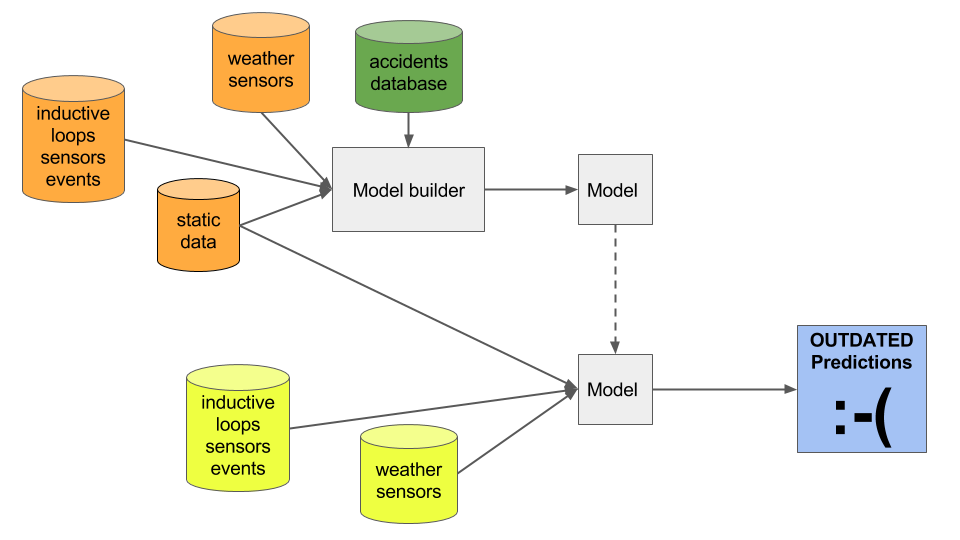 weather
sensors
accidents
database
inductive
loops
sensors
events
static
data
Model builder
Model
OUTDATED
Predictions
:-(
Model
inductive
loops
sensors
events
weather
sensors